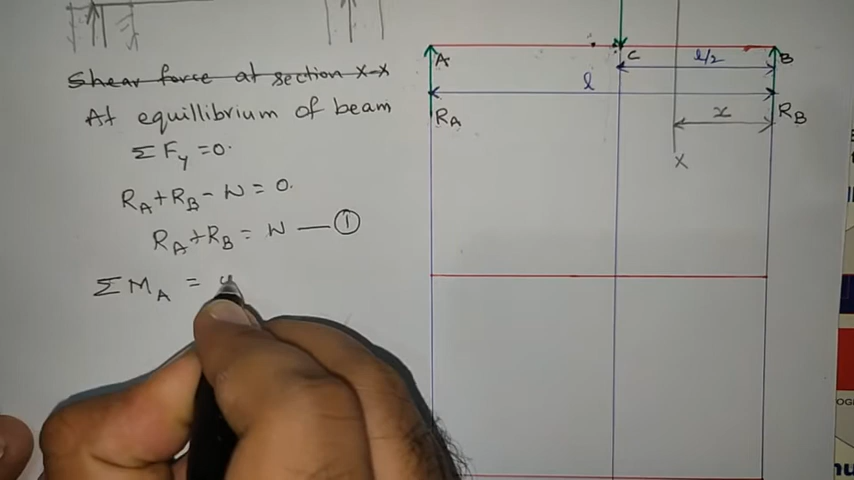 Shear force at section x-x
At equillibrium of beam
ΣFy = 0.
RA + RB - W = 0.
RA + RB = W — ①
ΣMA =
A
C
B
l/2
l
RA
RB
x
X